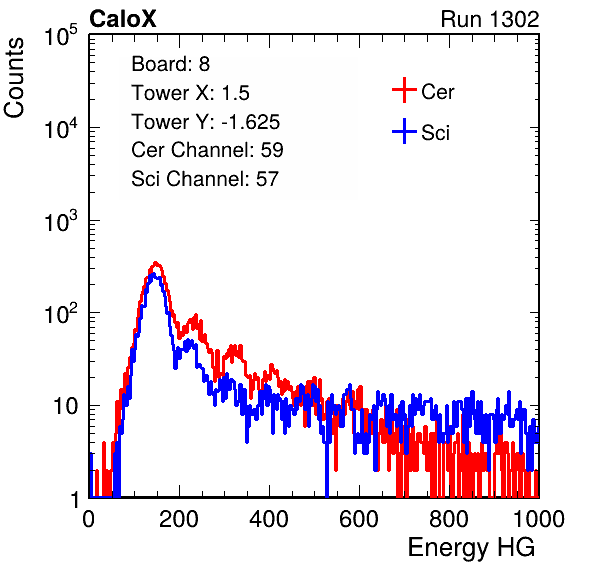 CaloX Run 1302
Counts
10^5
10^4
10^3
10^2
10
1
Board: 8
Tower X: 1.5
Tower Y: -1.625
Cer Channel: 59
Sci Channel: 57
Cer
Sci
0 200 400 600 800 1000
Energy HG